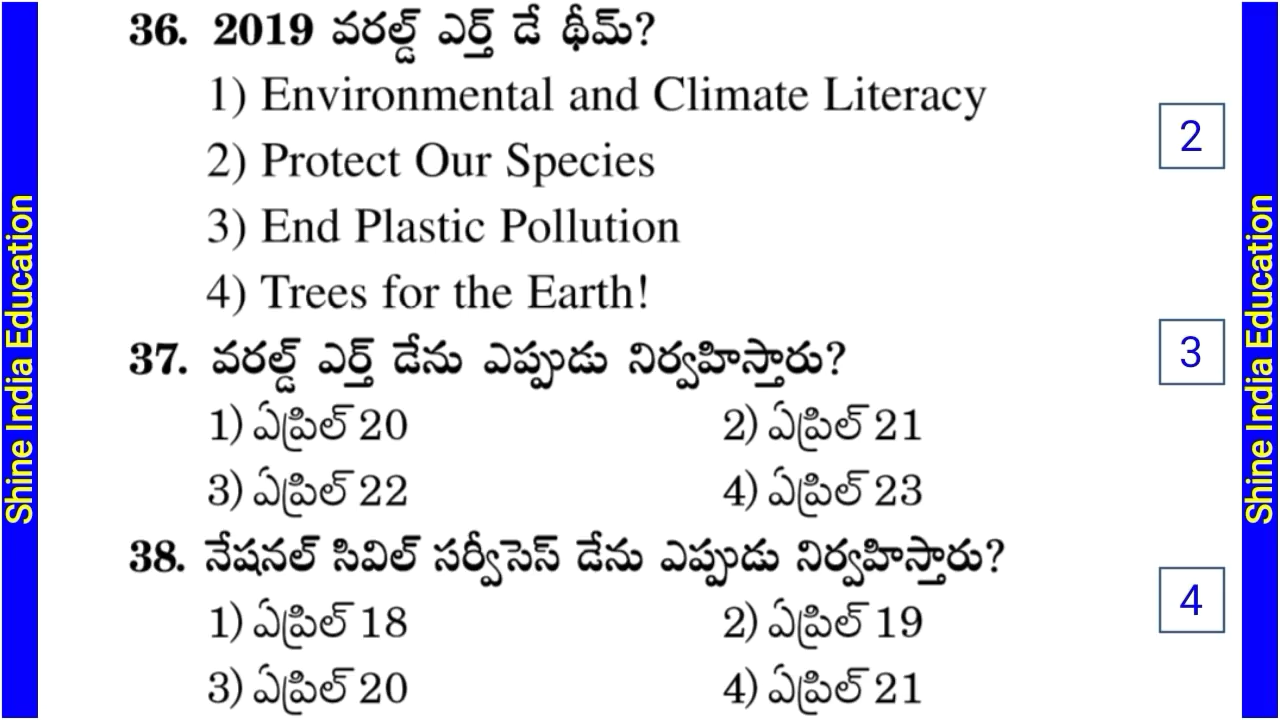 Shine India Education
36. 2019 వరల్డ్ ఎర్త్ డే థీమ్?
1) Environmental and Climate Literacy
2) Protect Our Species
3) End Plastic Pollution
4) Trees for the Earth!
2
37. వరల్డ్ ఎర్త్ డేను ఎప్పుడు నిర్వహిస్తారు?
1) ఏప్రిల్ 20 2) ఏప్రిల్ 21
3) ఏప్రిల్ 22 4) ఏప్రిల్ 23
3
38. నేషనల్ సివిల్ సర్వీసెస్ డేను ఎప్పుడు నిర్వహిస్తారు?
1) ఏప్రిల్ 18 2) ఏప్రిల్ 19
3) ఏప్రిల్ 20 4) ఏప్రిల్ 21
4
Shine India Education